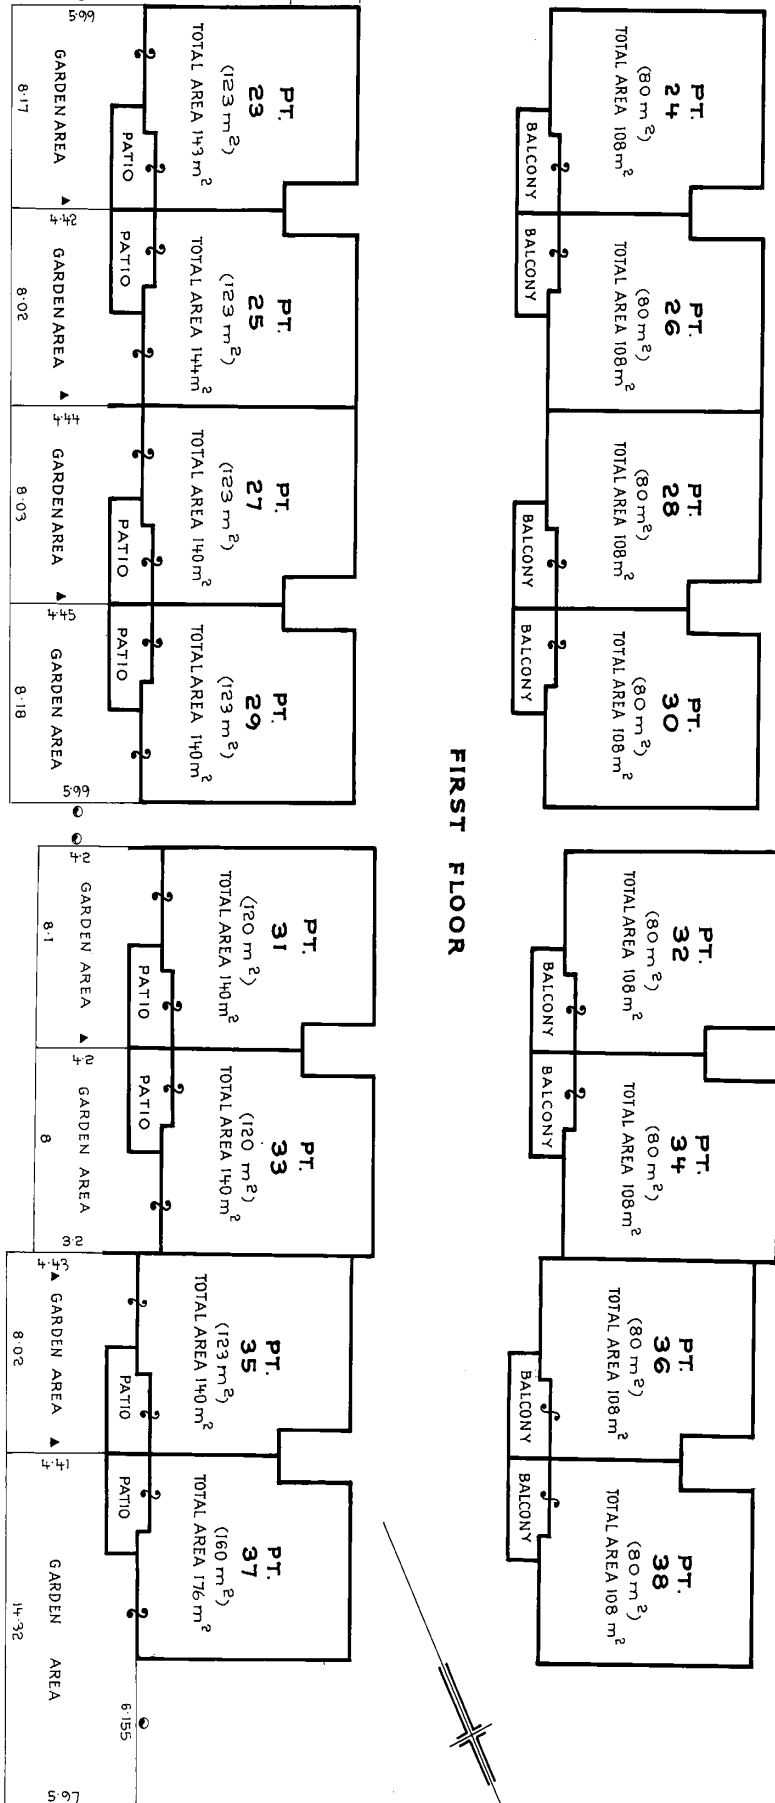 PT.
24
(80 m²)
TOTAL AREA 108m²
BALCONY
PT.
26
(80 m²)
TOTAL AREA 108m²
BALCONY
PT.
28
(80 m²)
TOTAL AREA 108m²
BALCONY
PT.
30
(80 m²)
TOTAL AREA 108m²
BALCONY
PT.
32
(80 m²)
TOTAL AREA 108m²
BALCONY
PT.
34
(80 m²)
TOTAL AREA 108m²
BALCONY
PT.
36
(80 m²)
TOTAL AREA 108m²
BALCONY
PT.
38
(80 m²)
TOTAL AREA 108 m²
BALCONY
FIRST FLOOR
PT.
23
(123 m²)
TOTAL AREA 143m²
PATIO
GARDEN AREA
5·99
8·17
PT.
25
(123 m²)
TOTAL AREA 144m²
PATIO
GARDEN AREA
4·42
8·02
PT.
27
(123 m²)
TOTAL AREA 140m²
PATIO
GARDEN AREA
4·44
8·03
PT.
29
(123 m²)
TOTAL AREA 140m²
PATIO
GARDEN AREA
4·45
8·18
5·99
PT.
31
(120 m²)
TOTAL AREA 140m²
PATIO
GARDEN AREA
4·2
8·1
PT.
33
(120 m²)
TOTAL AREA 140m²
PATIO
GARDEN AREA
4·2
8
3·2
PT.
35
(123 m²)
TOTAL AREA 140m²
PATIO
GARDEN AREA
4·43
8·02
PT.
37
(160 m²)
TOTAL AREA 176m²
PATIO
GARDEN AREA
4·41
14·32
6·155
5·97